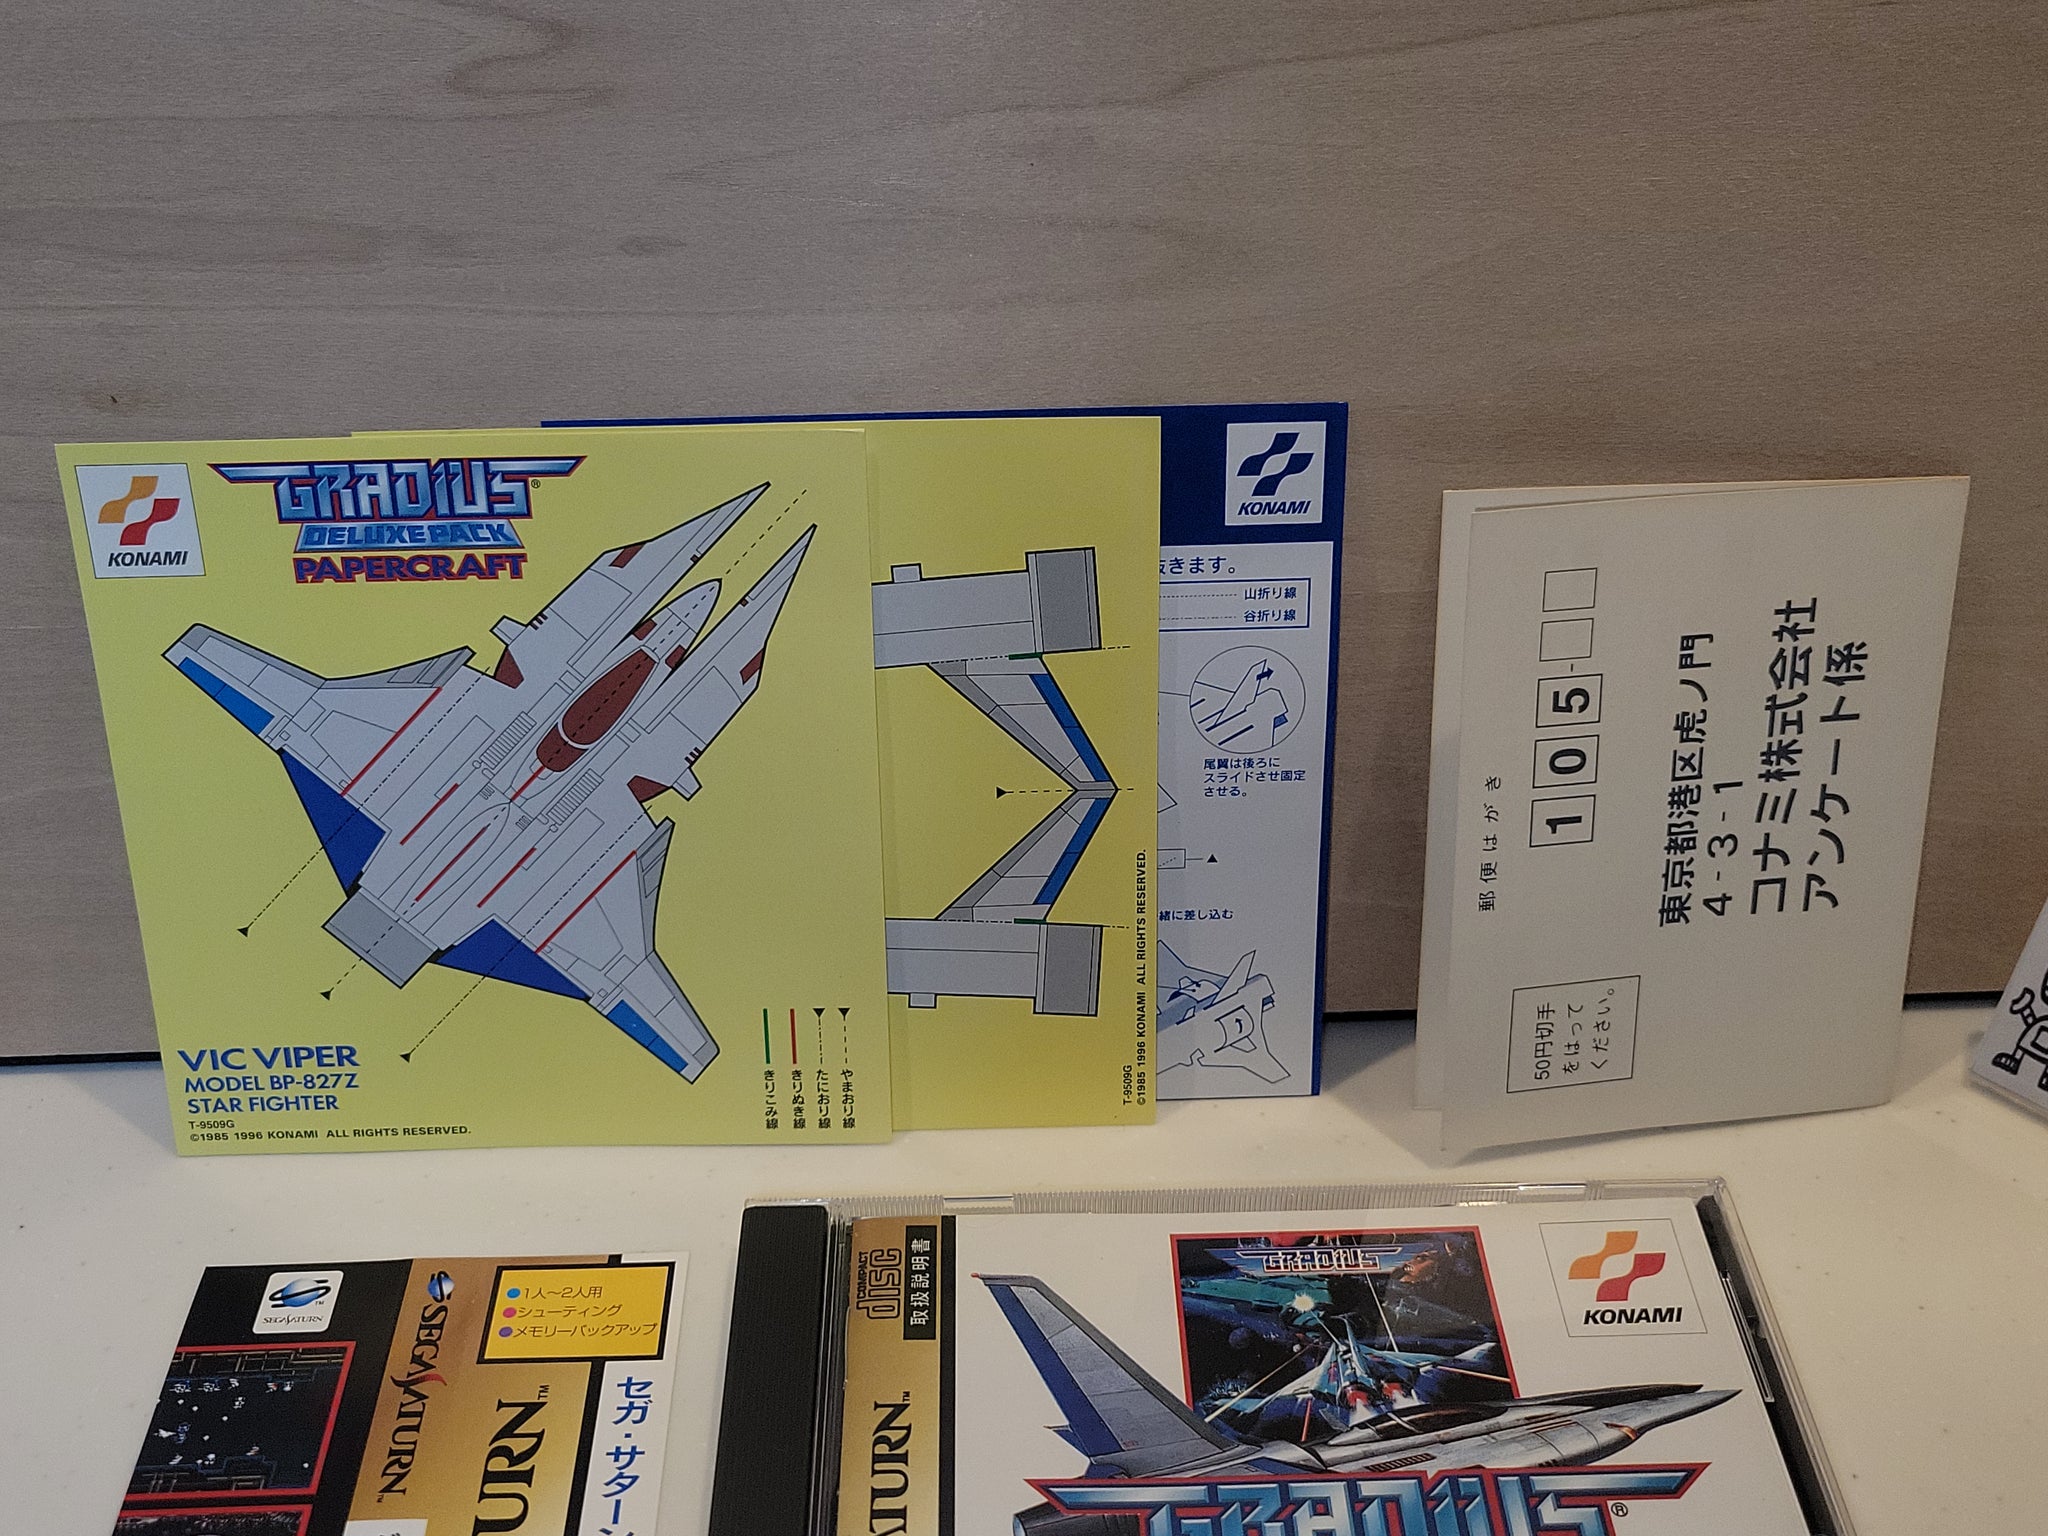 KONAMI
GRADIUS®
DELUXE PACK
PAPERCRAFT
VIC VIPER
MODEL BP-827Z
STAR FIGHTER
T-9509G
©1985 1996 KONAMI ALL RIGHTS RESERVED.
きりこみ線
きりぬき線
たにおり線
やまおり線
T-9509G
©1985 1996 KONAMI ALL RIGHTS RESERVED.
KONAMI
きます。
山折り線
谷折り線
尾翼は後ろに
スライドさせ固定
させる。
緒に差し込む
郵便はがき
105-
東京都港区虎ノ門
4-3-1
コナミ株式会社
アンケート係
50円切手
をはって
ください。
SEGA SATURN
SEGA SATURN™
1人～2人用
シューティング
メモリーバックアップ
URN™
セガ・サターン
COMPACT
disc
取扱説明書
ATURN™
GRADIUS
KONAMI
GRADIUS®